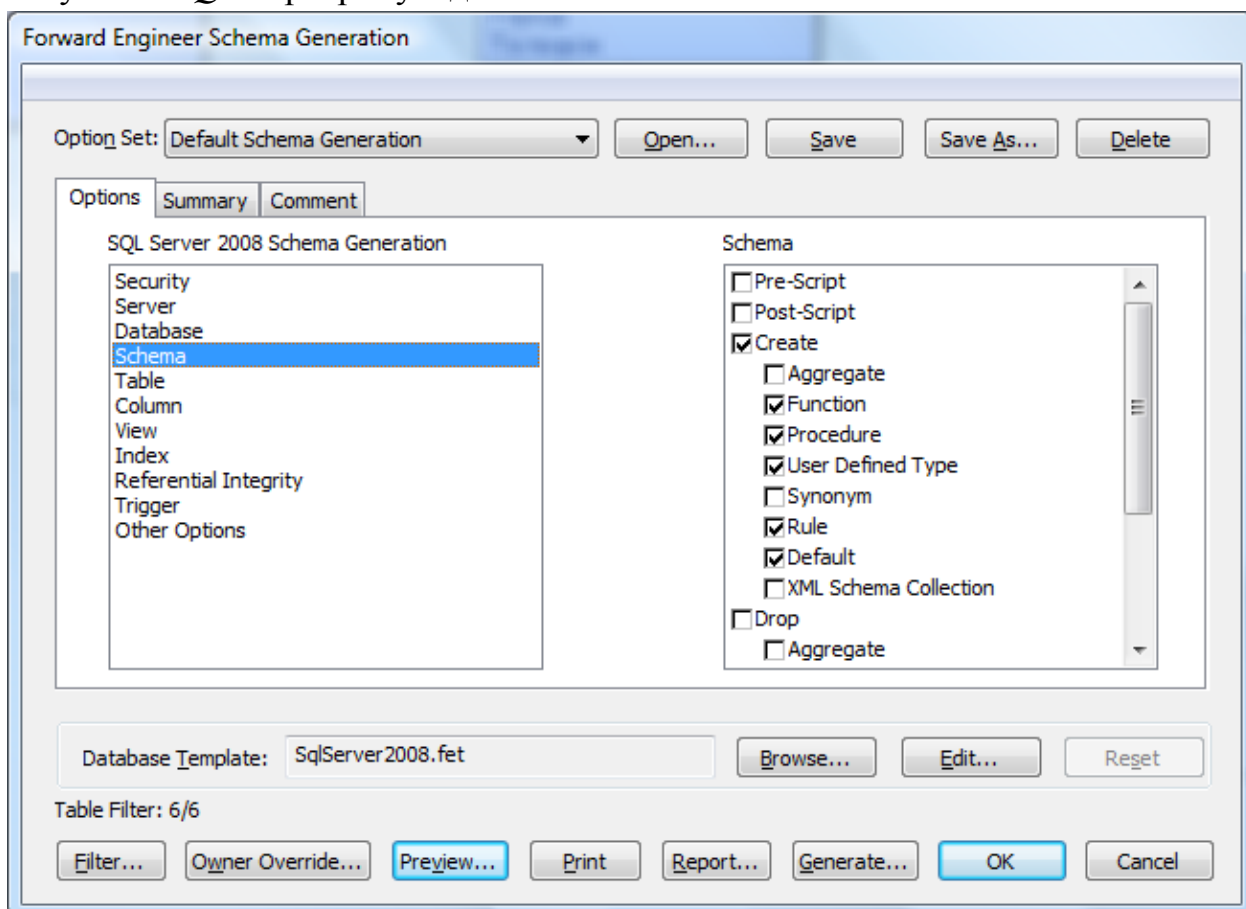 Forward Engineer Schema Generation
Option Set: Default Schema Generation Open... Save Save As... Delete
Options Summary Comment
SQL Server 2008 Schema Generation
Security
Server
Database
Schema
Table
Column
View
Index
Referential Integrity
Trigger
Other Options
Schema
Pre-Script
Post-Script
Create
Aggregate
Function
Procedure
User Defined Type
Synonym
Rule
Default
XML Schema Collection
Drop
Aggregate
Database Template: SqlServer2008.fet Browse... Edit... Reset
Table Filter: 6/6
Filter... Owner Override... Preview... Print Report... Generate... OK Cancel